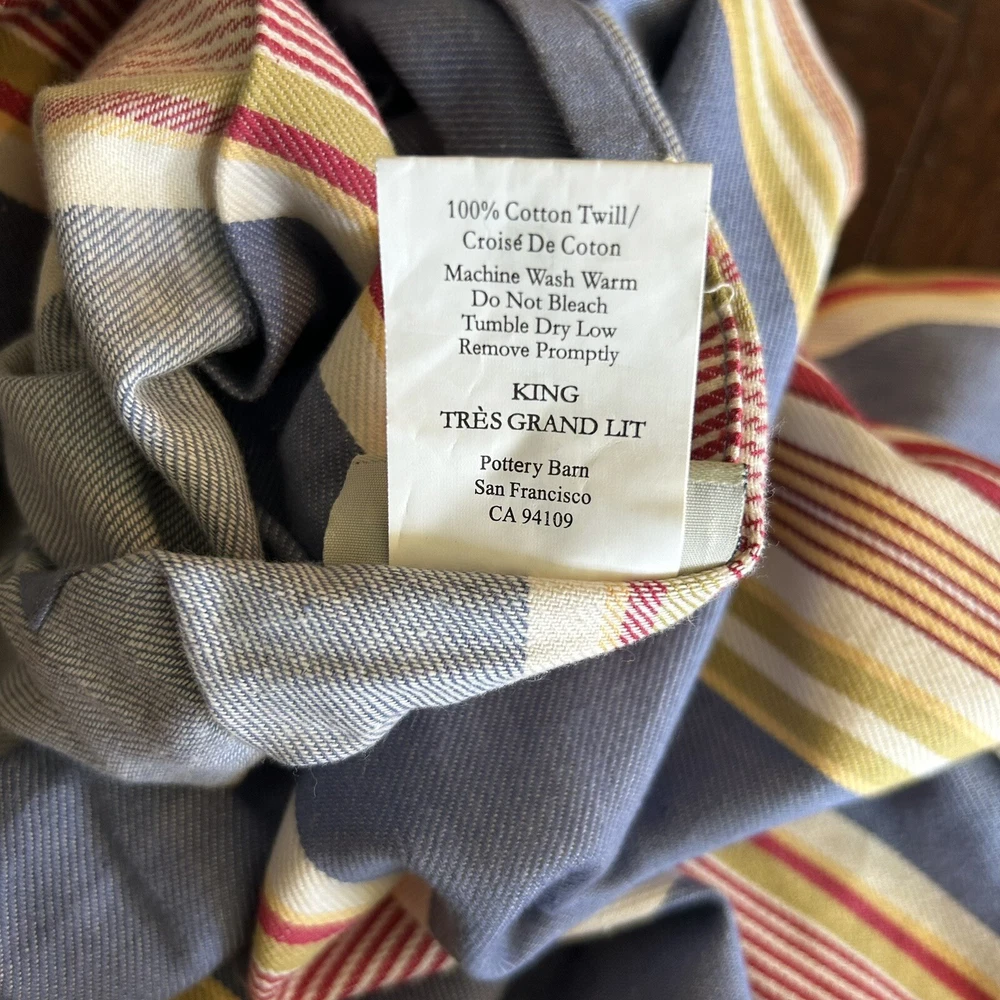 100% Cotton Twill/
Croisé De Coton
Machine Wash Warm
Do Not Bleach
Tumble Dry Low
Remove Promptly
KING
TRÈS GRAND LIT
Pottery Barn
San Francisco
CA 94109